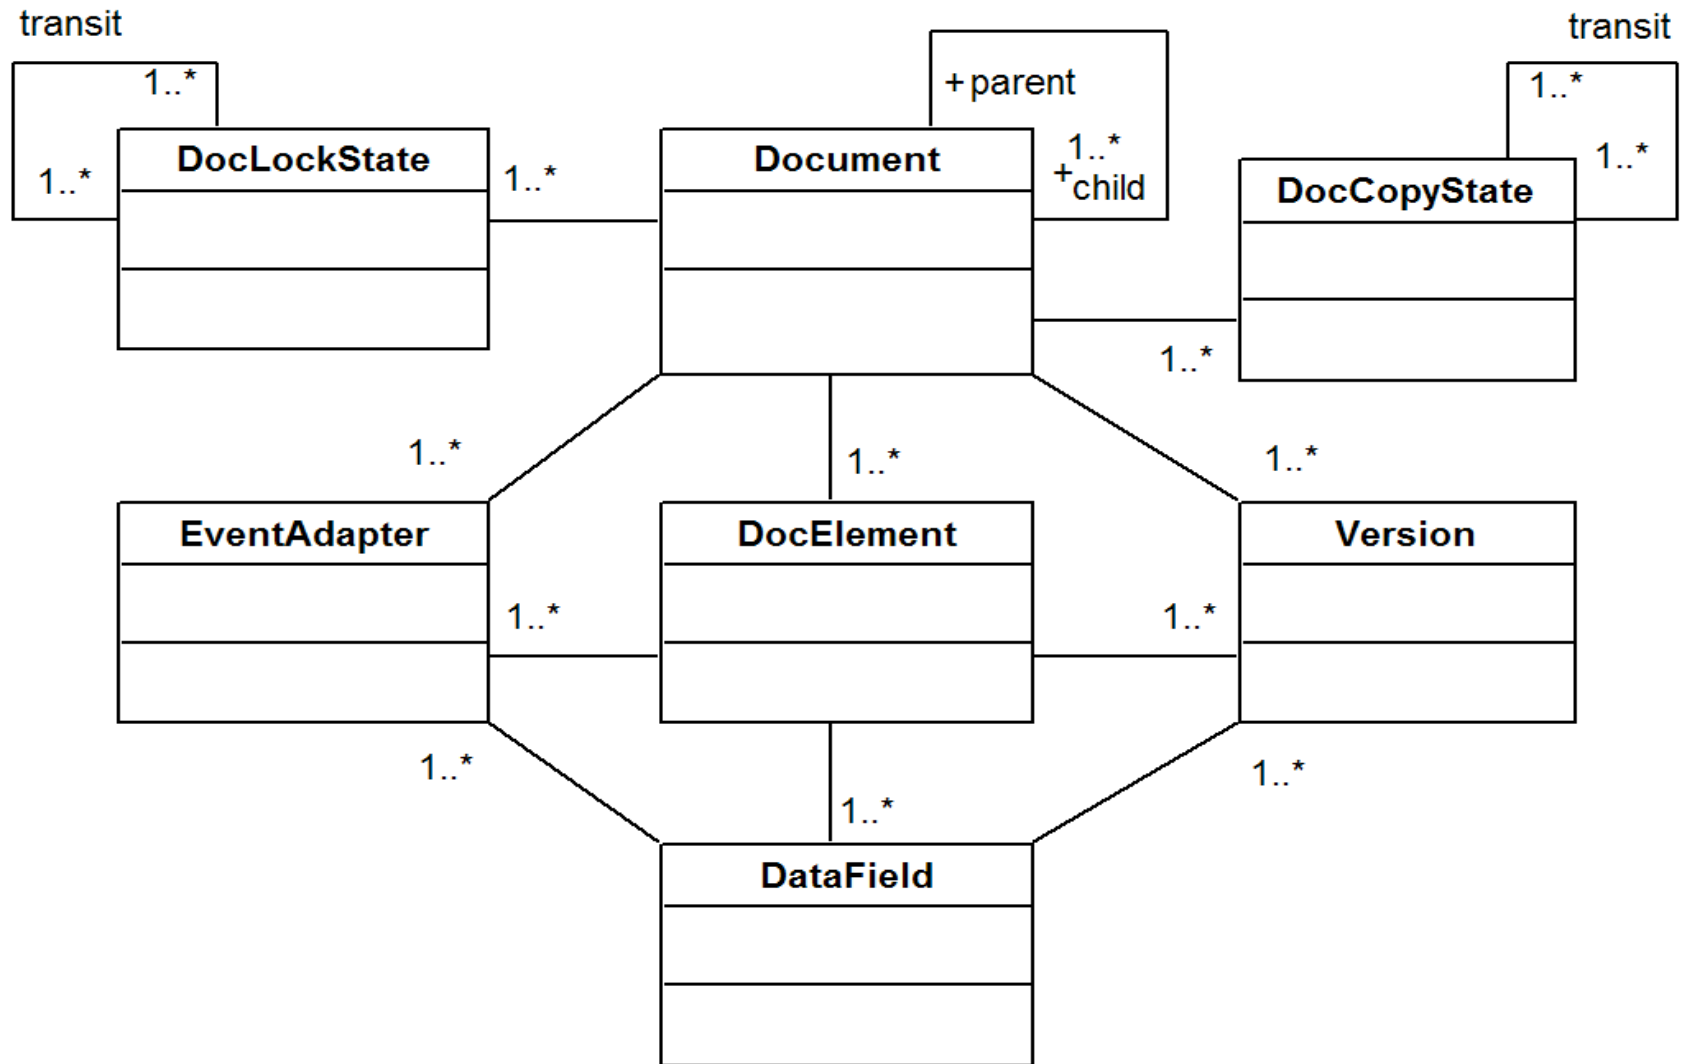 transit
transit
1..*
+parent
1..*
DocLockState
1..*
1..*
Document
1..*
+child
1..*
DocCopyState
1..*
1..*
1..*
1..*
1..*
EventAdapter
DocElement
Version
1..*
1..*
1..*
1..*
1..*
DataField